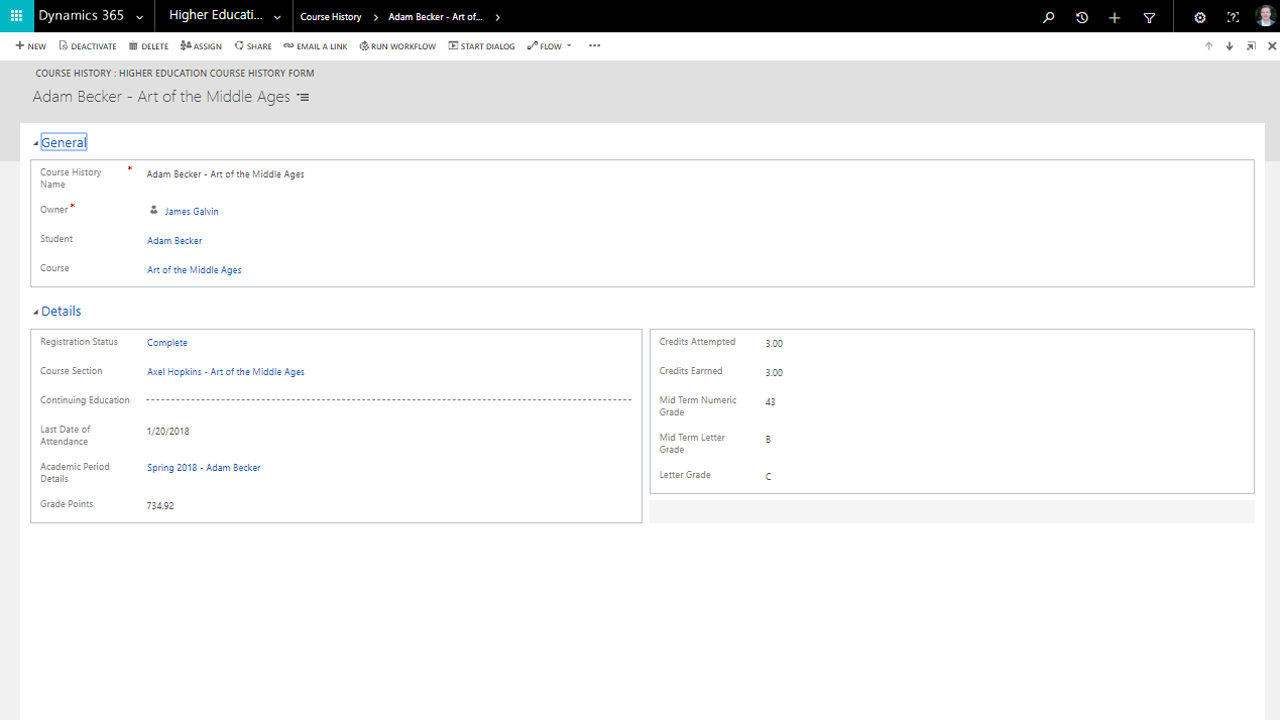 Dynamics 365 Higher Educati... Course History Adam Becker - Art of...
NEW DEACTIVATE DELETE ASSIGN SHARE EMAIL A LINK RUN WORKFLOW START DIALOG FLOW
COURSE HISTORY : HIGHER EDUCATION COURSE HISTORY FORM
Adam Becker - Art of the Middle Ages
General
Course History
Name * Adam Becker - Art of the Middle Ages
Owner * James Galvin
Student Adam Becker
Course Art of the Middle Ages
Details
Registration Status Complete
Course Section Axel Hopkins - Art of the Middle Ages
Continuing Education
Last Date of
Attendance 1/20/2018
Academic Period
Details Spring 2018 - Adam Becker
Grade Points 734.92
Credits Attempted 3.00
Credits Earrned 3.00
Mid Term Numeric
Grade 43
Mid Term Letter
Grade B
Letter Grade C